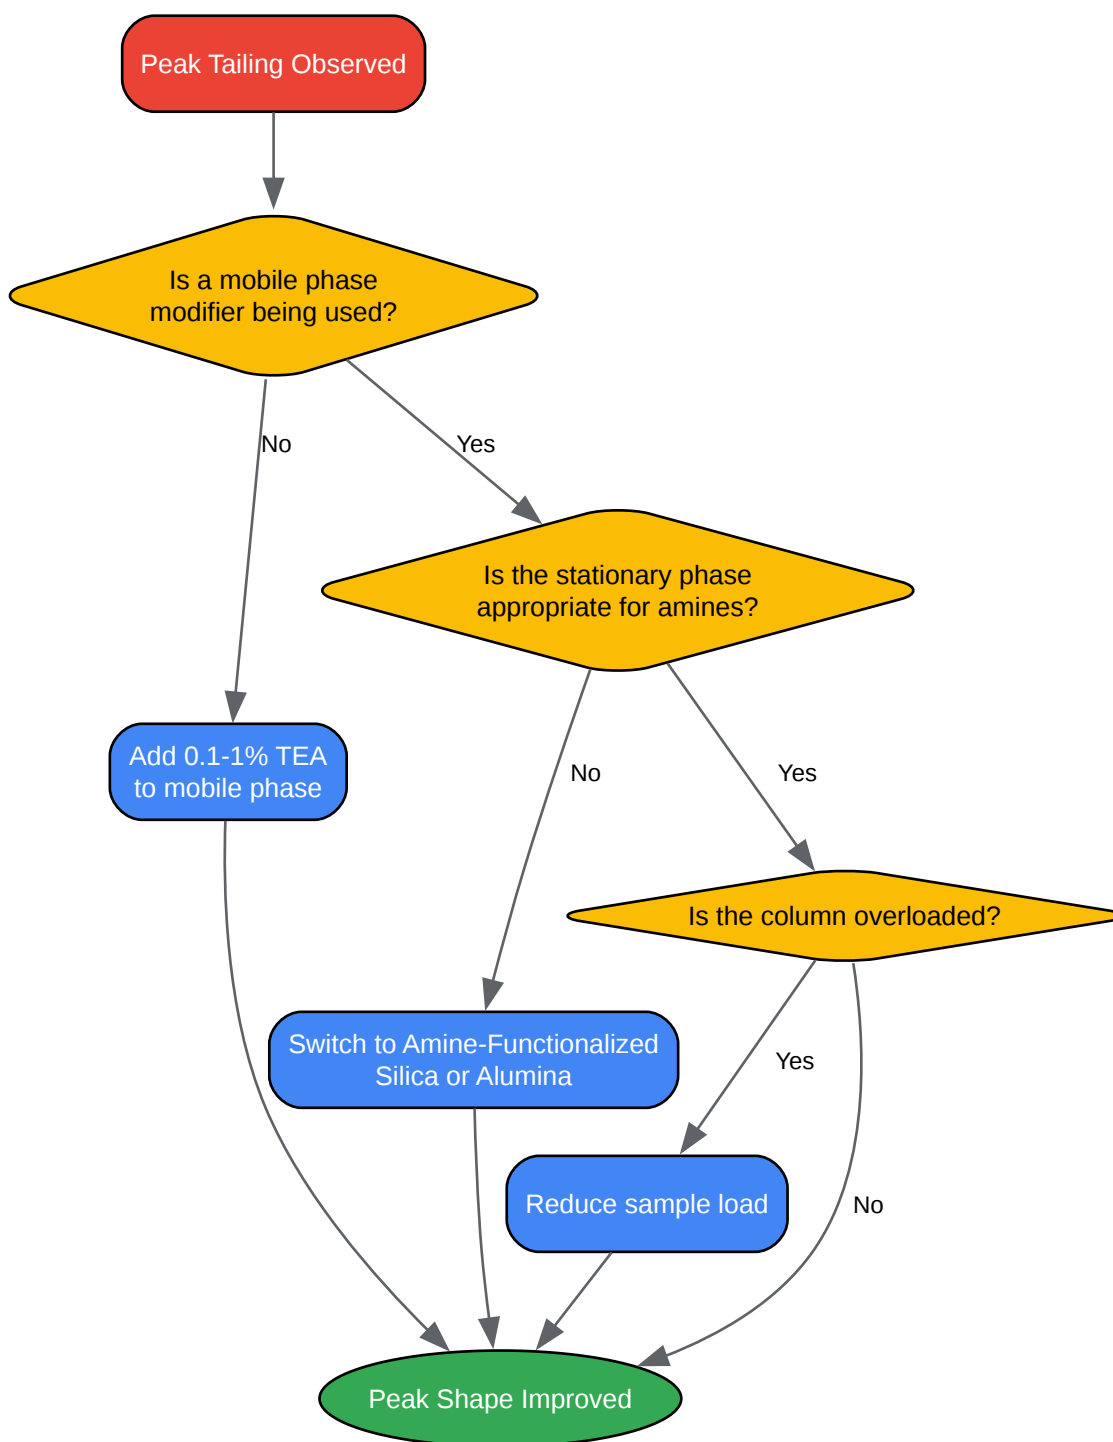 Peak Tailing Observed
Is a mobile phase
modifier being used?
No
Yes
Is the stationary phase
appropriate for amines?
Add 0.1-1% TEA
to mobile phase
No
Yes
Is the column overloaded?
Switch to Amine-Functionalized
Silica or Alumina
Yes
Reduce sample load
No
Peak Shape Improved